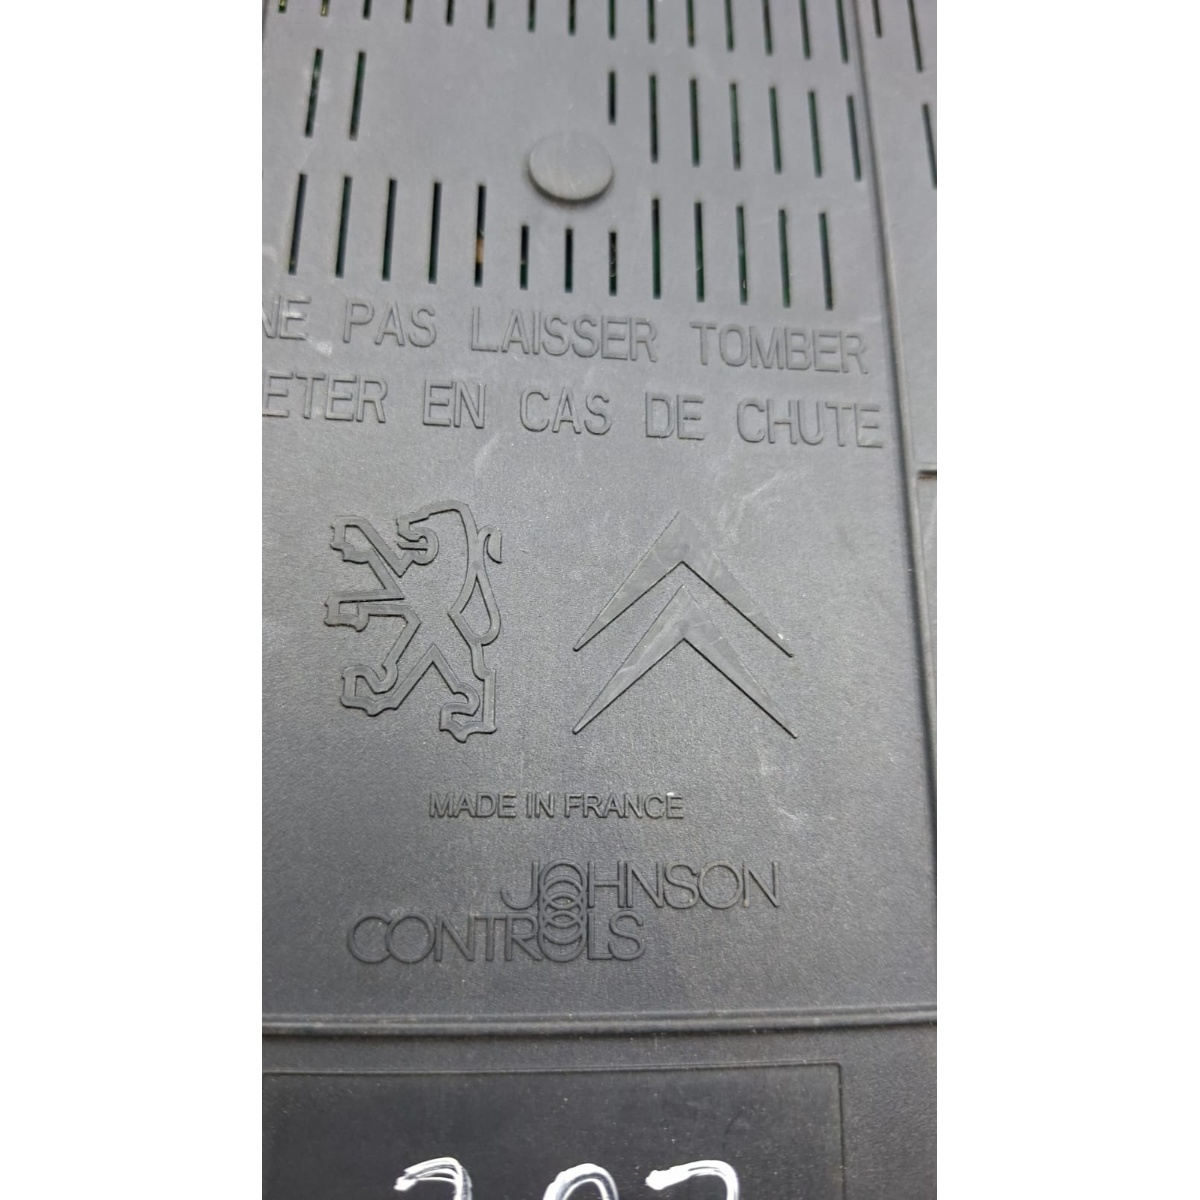 NE PAS LAISSER TOMBER
ETER EN CAS DE CHUTE
MADE IN FRANCE
JOHNSON
CONTROLS